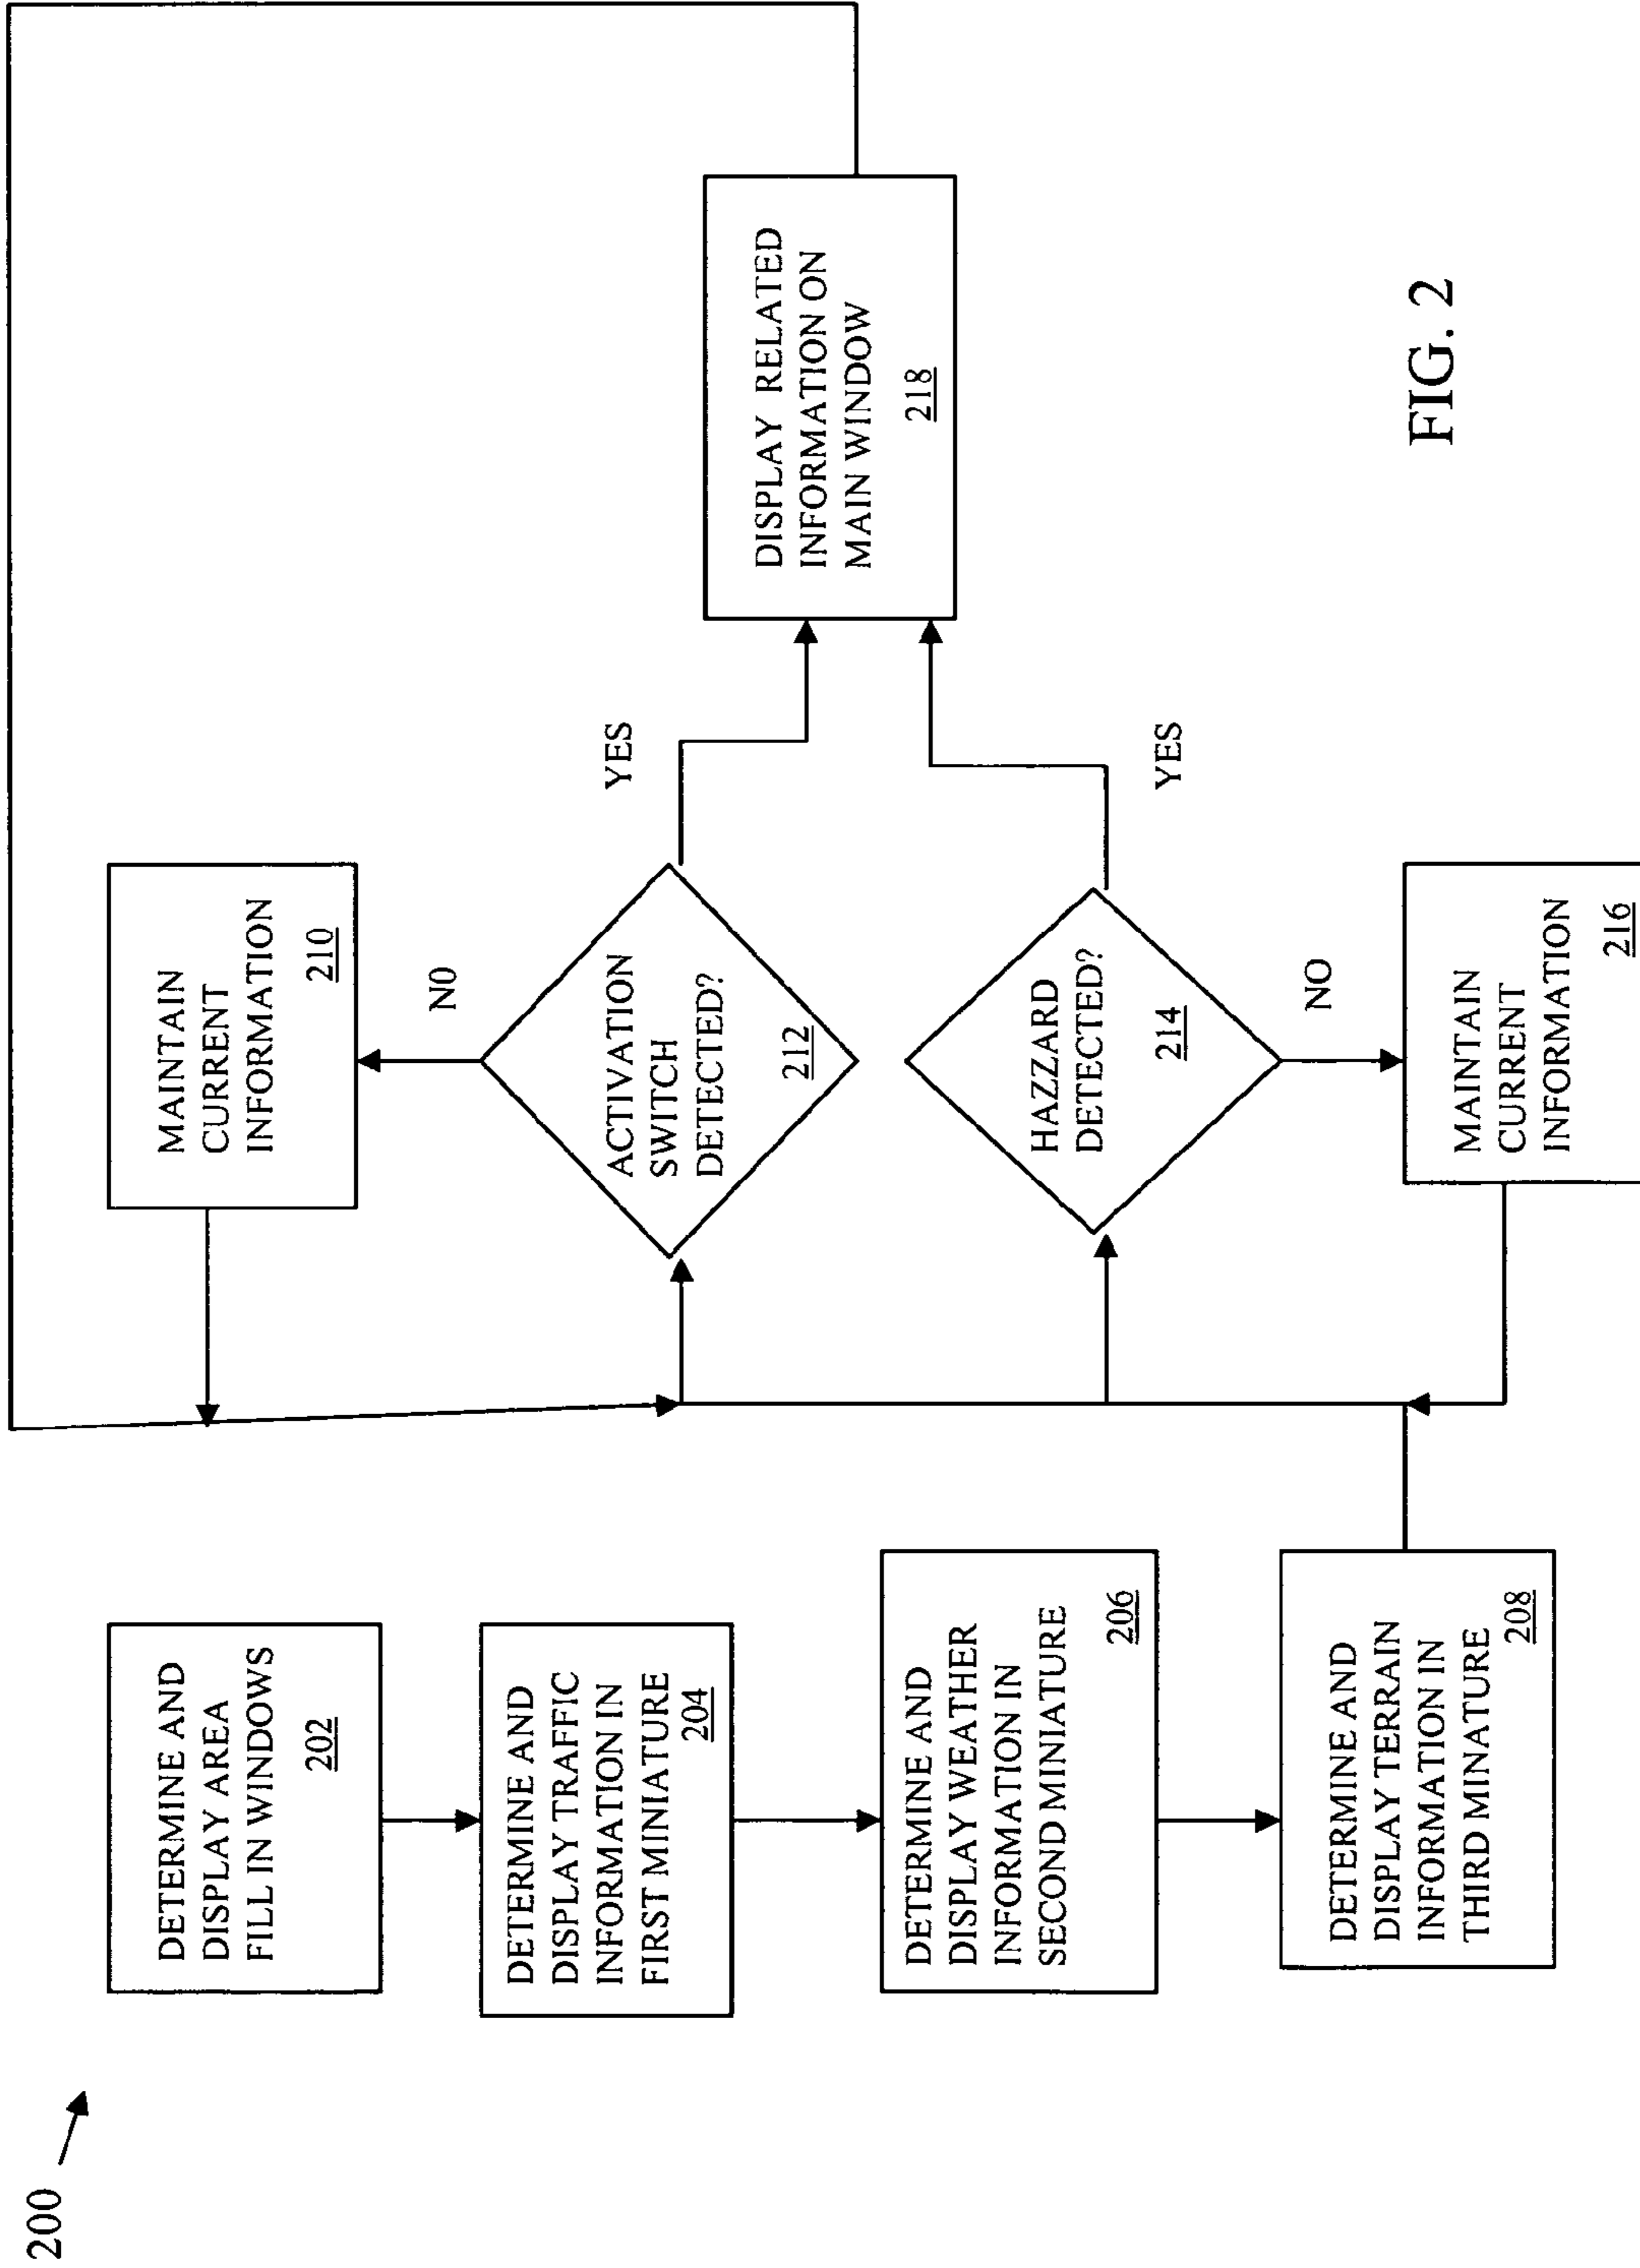 200
DETERMINE AND
DISPLAY AREA
FILL IN WINDOWS
202
DETERMINE AND
DISPLAY TRAFFIC
INFORMATION IN
FIRST MINIATURE
204
DETERMINE AND
DISPLAY WEATHER
INFORMATION IN
SECOND MINIATURE
206
DETERMINE AND
DISPLAY TERRAIN
INFORMATION IN
THIRD MINATURE
208
MAINTAIN
CURRENT
INFORMATION
210
NO
ACTIVATION
SWITCH
DETECTED?
212
YES
HAZZARD
DETECTED?
214
YES
NO
MAINTAIN
CURRENT
INFORMATION
216
DISPLAY RELATED
INFORMATION ON
MAIN WINDOW
218
FIG. 2